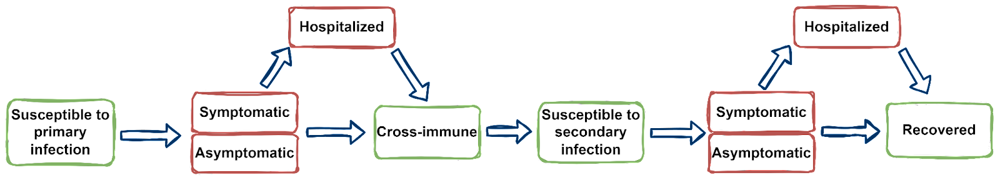 Susceptible to
primary
infection
Symptomatic
Asymptomatic
Hospitalized
Cross-immune
Susceptible to
secondary
infection
Symptomatic
Asymptomatic
Hospitalized
Recovered